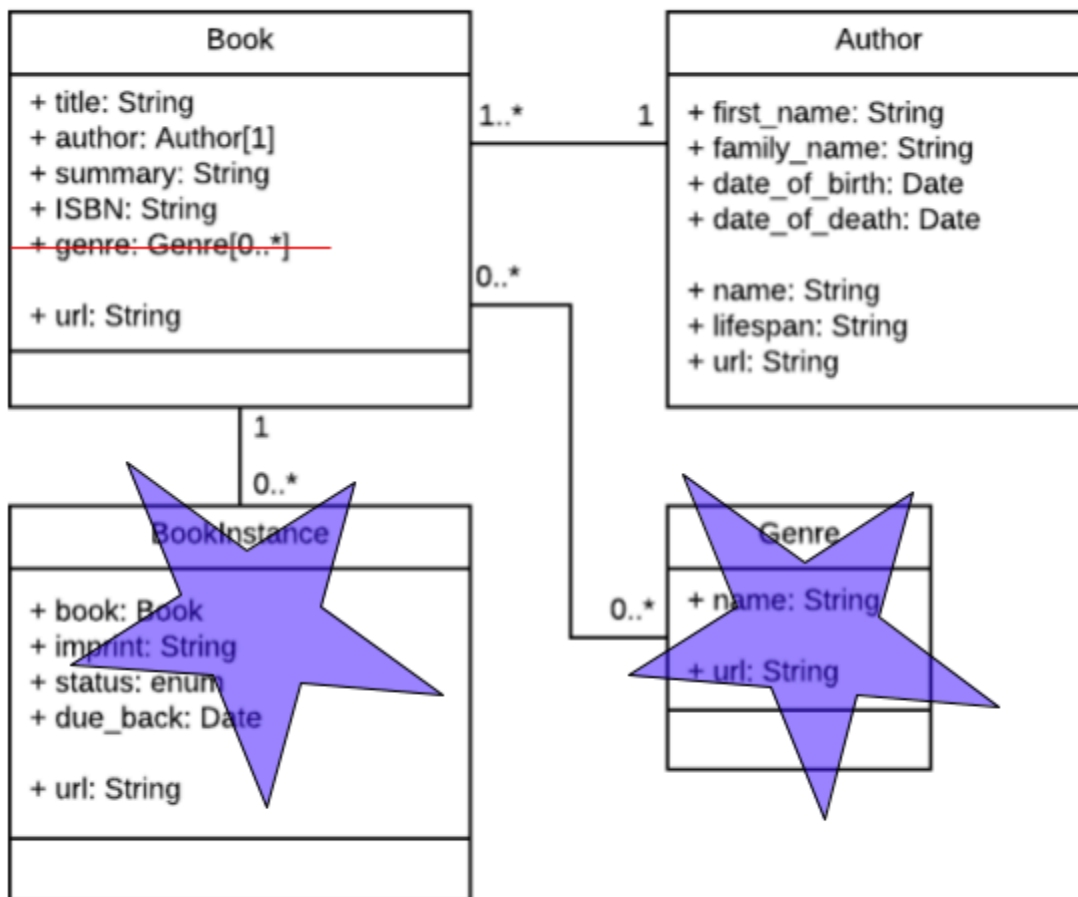 Book
+ title: String
+ author: Author[1]
+ summary: String
+ ISBN: String
+ genre: Genre[0..*]
+ url: String
1..*
1
Author
+ first_name: String
+ family_name: String
+ date_of_birth: Date
+ date_of_death: Date
+ name: String
+ lifespan: String
+ url: String
0..*
1
0..*
BookInstance
+ book: Book
+ imprint: String
+ status: enum
+ due_back: Date
+ url: String
0..*
Genre
+ name: String
+ url: String